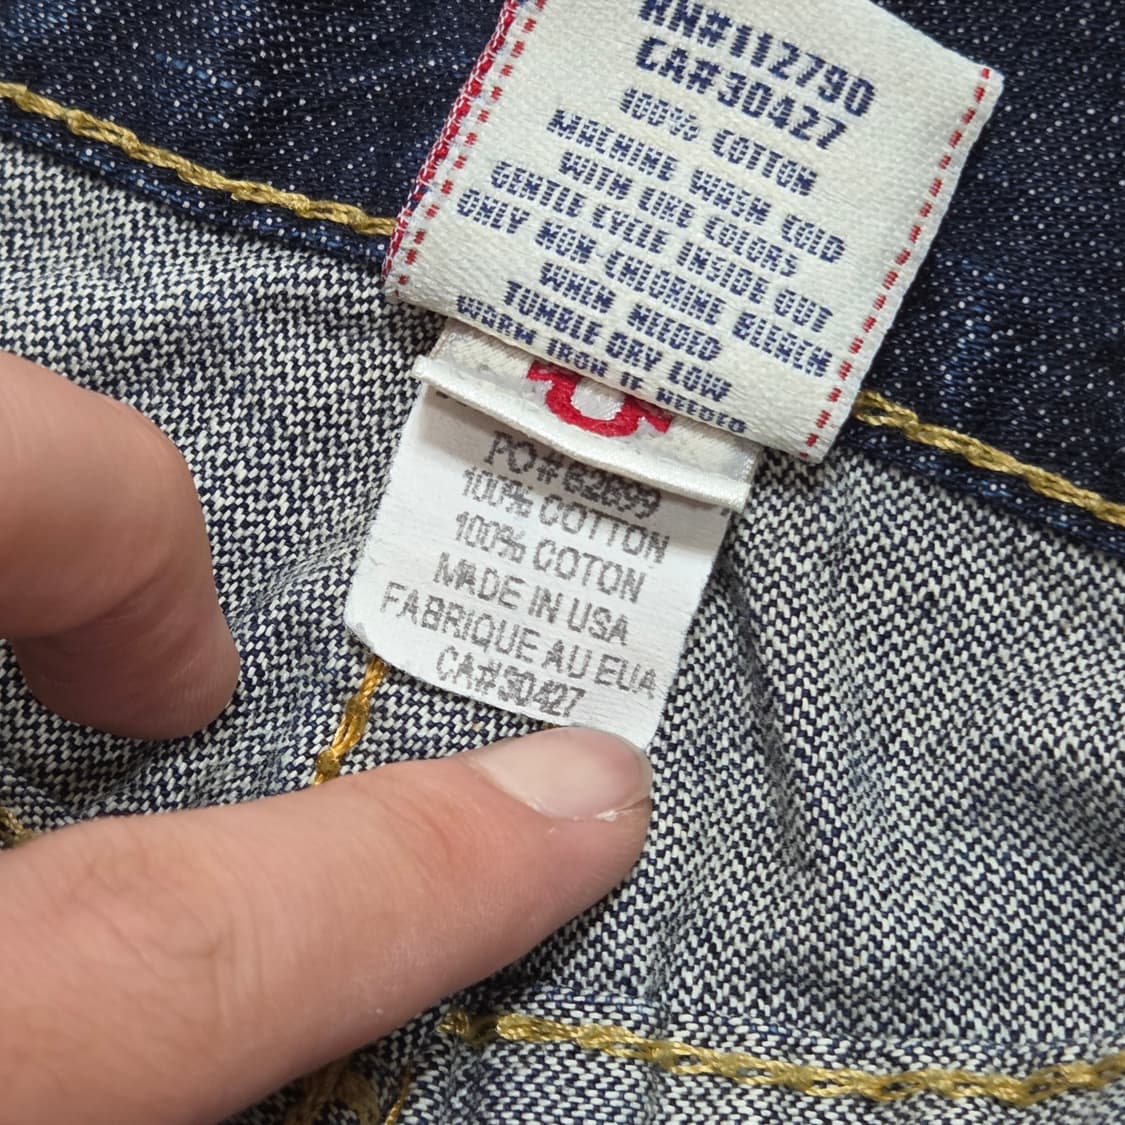 RN#112790
CA#30427
100% COTTON
MACHINE WASH COLD
WITH LIKE COLORS
GENTLE CYCLE INSIDE OUT
ONLY NON-CHLORINE BLEACH
WHEN NEEDED
TUMBLE DRY LOW
WARM IRON IF NEEDED
PO#62899
100% COTTON
100% COTON
MADE IN USA
FABRIQUE AU EUA
CA#30427